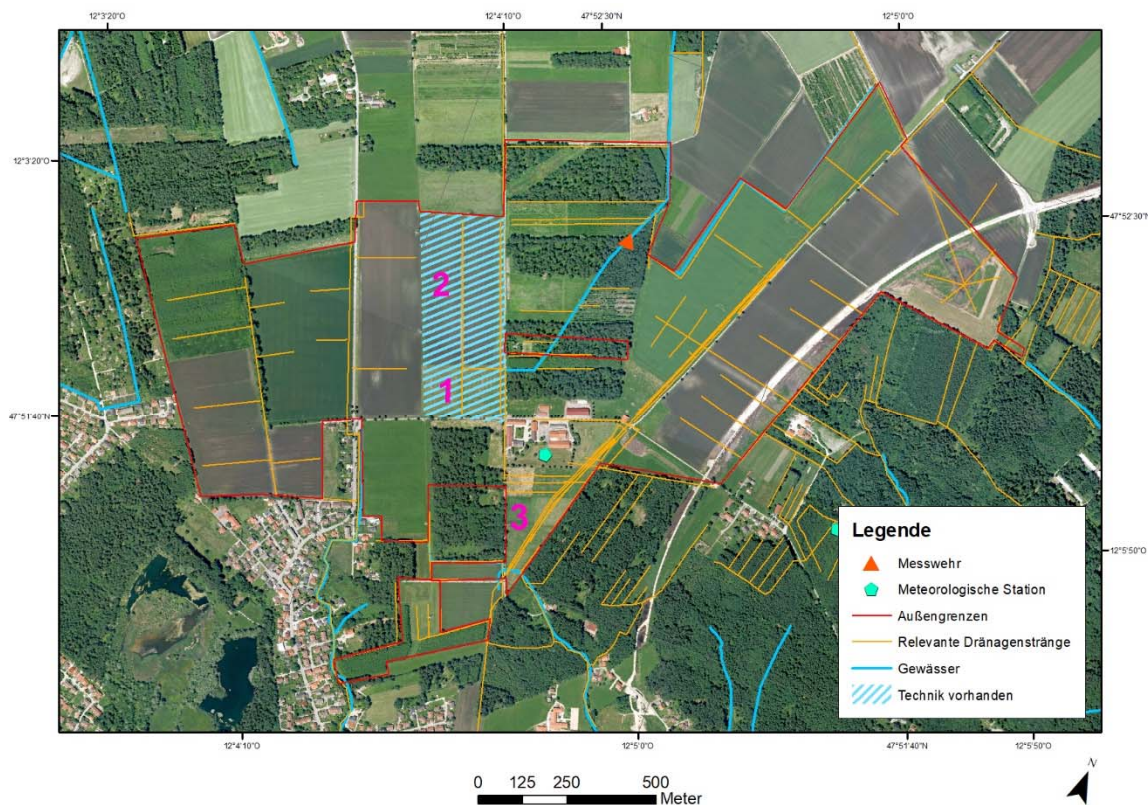 12°3'20"O
12°4'10"O
47°52'30"N
12°5'0"O
12°3'20"O
47°52'30"N
2
1
47°51'40"N
3
Legende
Messwehr
Meteorologische Station
Außengrenzen
Relevante Dränagenstränge
Gewässer
Technik vorhanden
12°5'50"O
12°4'10"O
12°5'0"O
47°51'40"N
12°5'50"O
0 125 250 500
Meter
N